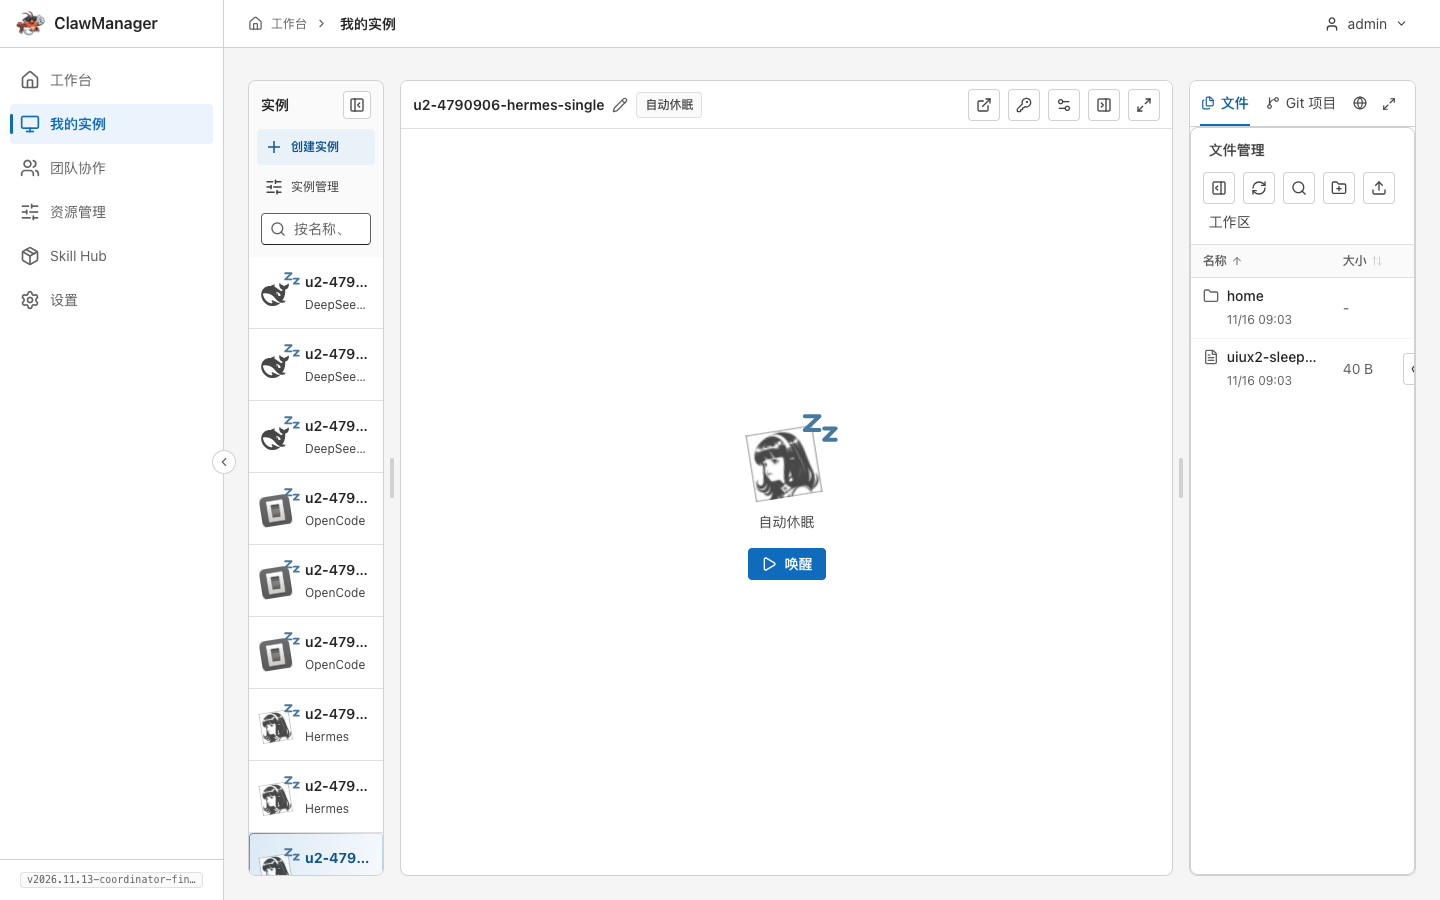 ClawManager
工作台
我的实例
admin
工作台
我的实例
团队协作
资源管理
Skill Hub
设置
v2026.11.13-coordinator-fin…
实例
创建实例
实例管理
按名称、
u2-479...
DeepSee...
u2-479...
DeepSee...
u2-479...
DeepSee...
u2-479...
OpenCode
u2-479...
OpenCode
u2-479...
OpenCode
u2-479...
Hermes
u2-479...
Hermes
u2-479...
u2-4790906-hermes-single
自动休眠
zz
自动休眠
唤醒
文件
Git 项目
文件管理
工作区
名称
大小
home
-
11/16 09:03
uiux2-sleep...
40 B
11/16 09:03